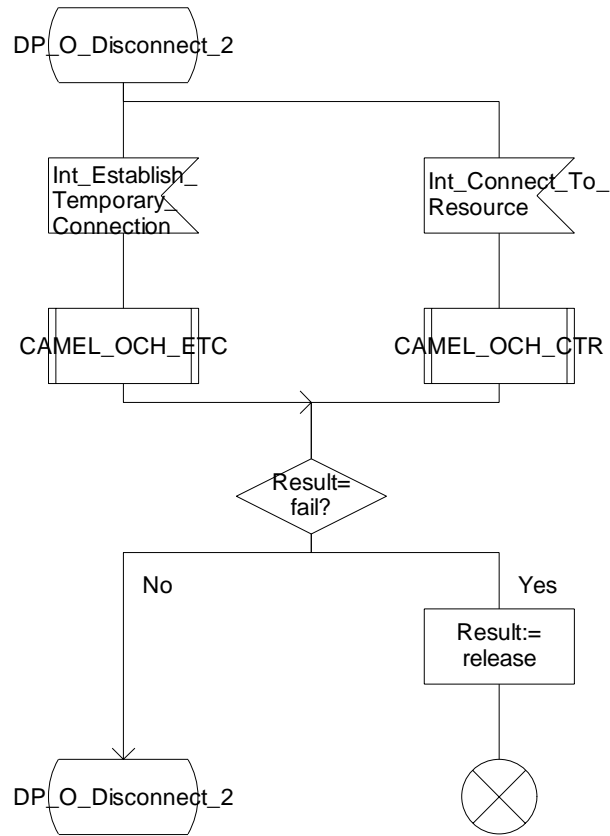 DP_O_Disconnect_2
Int_Establish_
Temporary_
Connection
Int_Connect_To_
Resource
CAMEL_OCH_ETC
CAMEL_OCH_CTR
Result=
fail?
No
Yes
Result:=
release
DP_O_Disconnect_2